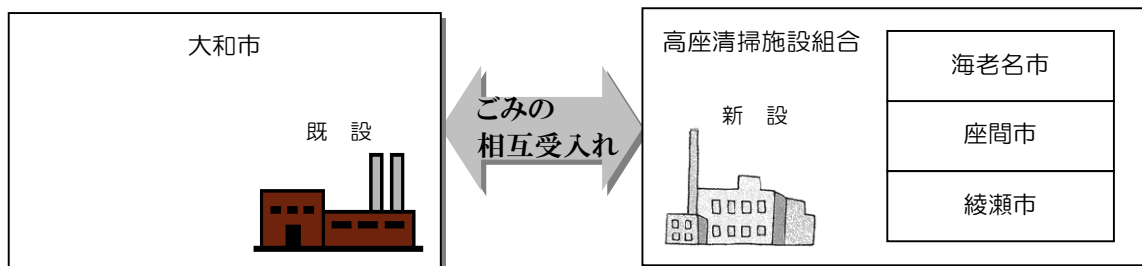 大和市
既 設
ごみの
相互受入れ
高座清掃施設組合
新 設
海老名市
座間市
綾瀬市